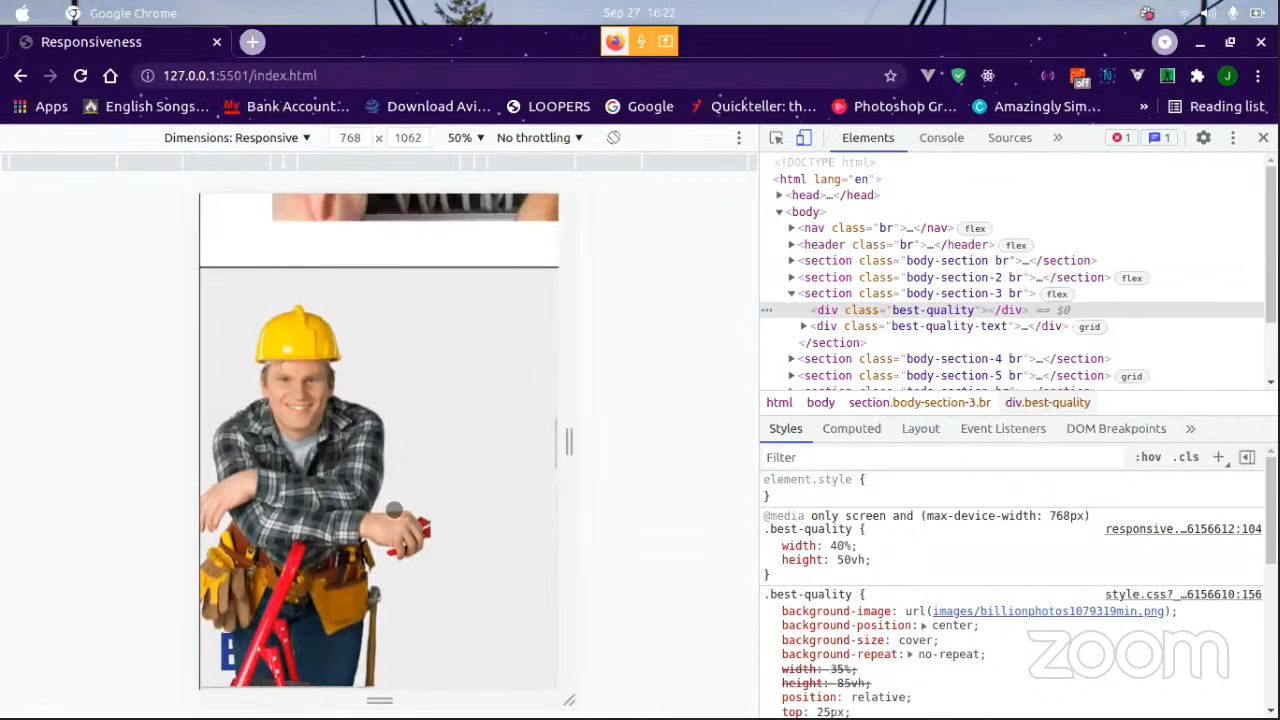 Google Chrome
Sep 27 16:22
Responsiveness
127.0.0.1:5501/index.html
off
J
Apps
English Songs...
My
Bank Account:...
Download Avi...
LOOPERS
Google
Quickteller: th...
Photoshop Gr...
C
Amazingly Sim...
»
Reading list
Dimensions: Responsive
768
×
1062
50%
No throttling
Elements
Console
Sources
»
1
1
<!DOCTYPE html>
<html lang="en">
<head>…</head>
<body>
<nav class="br">…</nav> flex
<header class="br">…</header> flex
<section class="body-section br">…</section>
<section class="body-section-2 br">…</section> flex
<section class="body-section-3 br"> flex
<div class="best-quality"></div> == $0
<div class="best-quality-text">…</div> grid
</section>
<section class="body-section-4 br">…</section>
<section class="body-section-5 br">…</section> grid
html
body
section.body-section-3.br
div.best-quality
Styles
Computed
Layout
Event Listeners
DOM Breakpoints
»
Filter
:hov
.cls
element.style {
}
@media only screen and (max-device-width: 768px)
.best-quality {
responsive.…6156612:104
width: 40%;
height: 50vh;
}
.best-quality {
style.css?_…6156610:156
background-image: url(images/billionphotos1079319min.png);
background-position: center;
background-size: cover;
background-repeat: no-repeat;
width: 35%;
height: 85vh;
position: relative;
top: 25px;
zoom